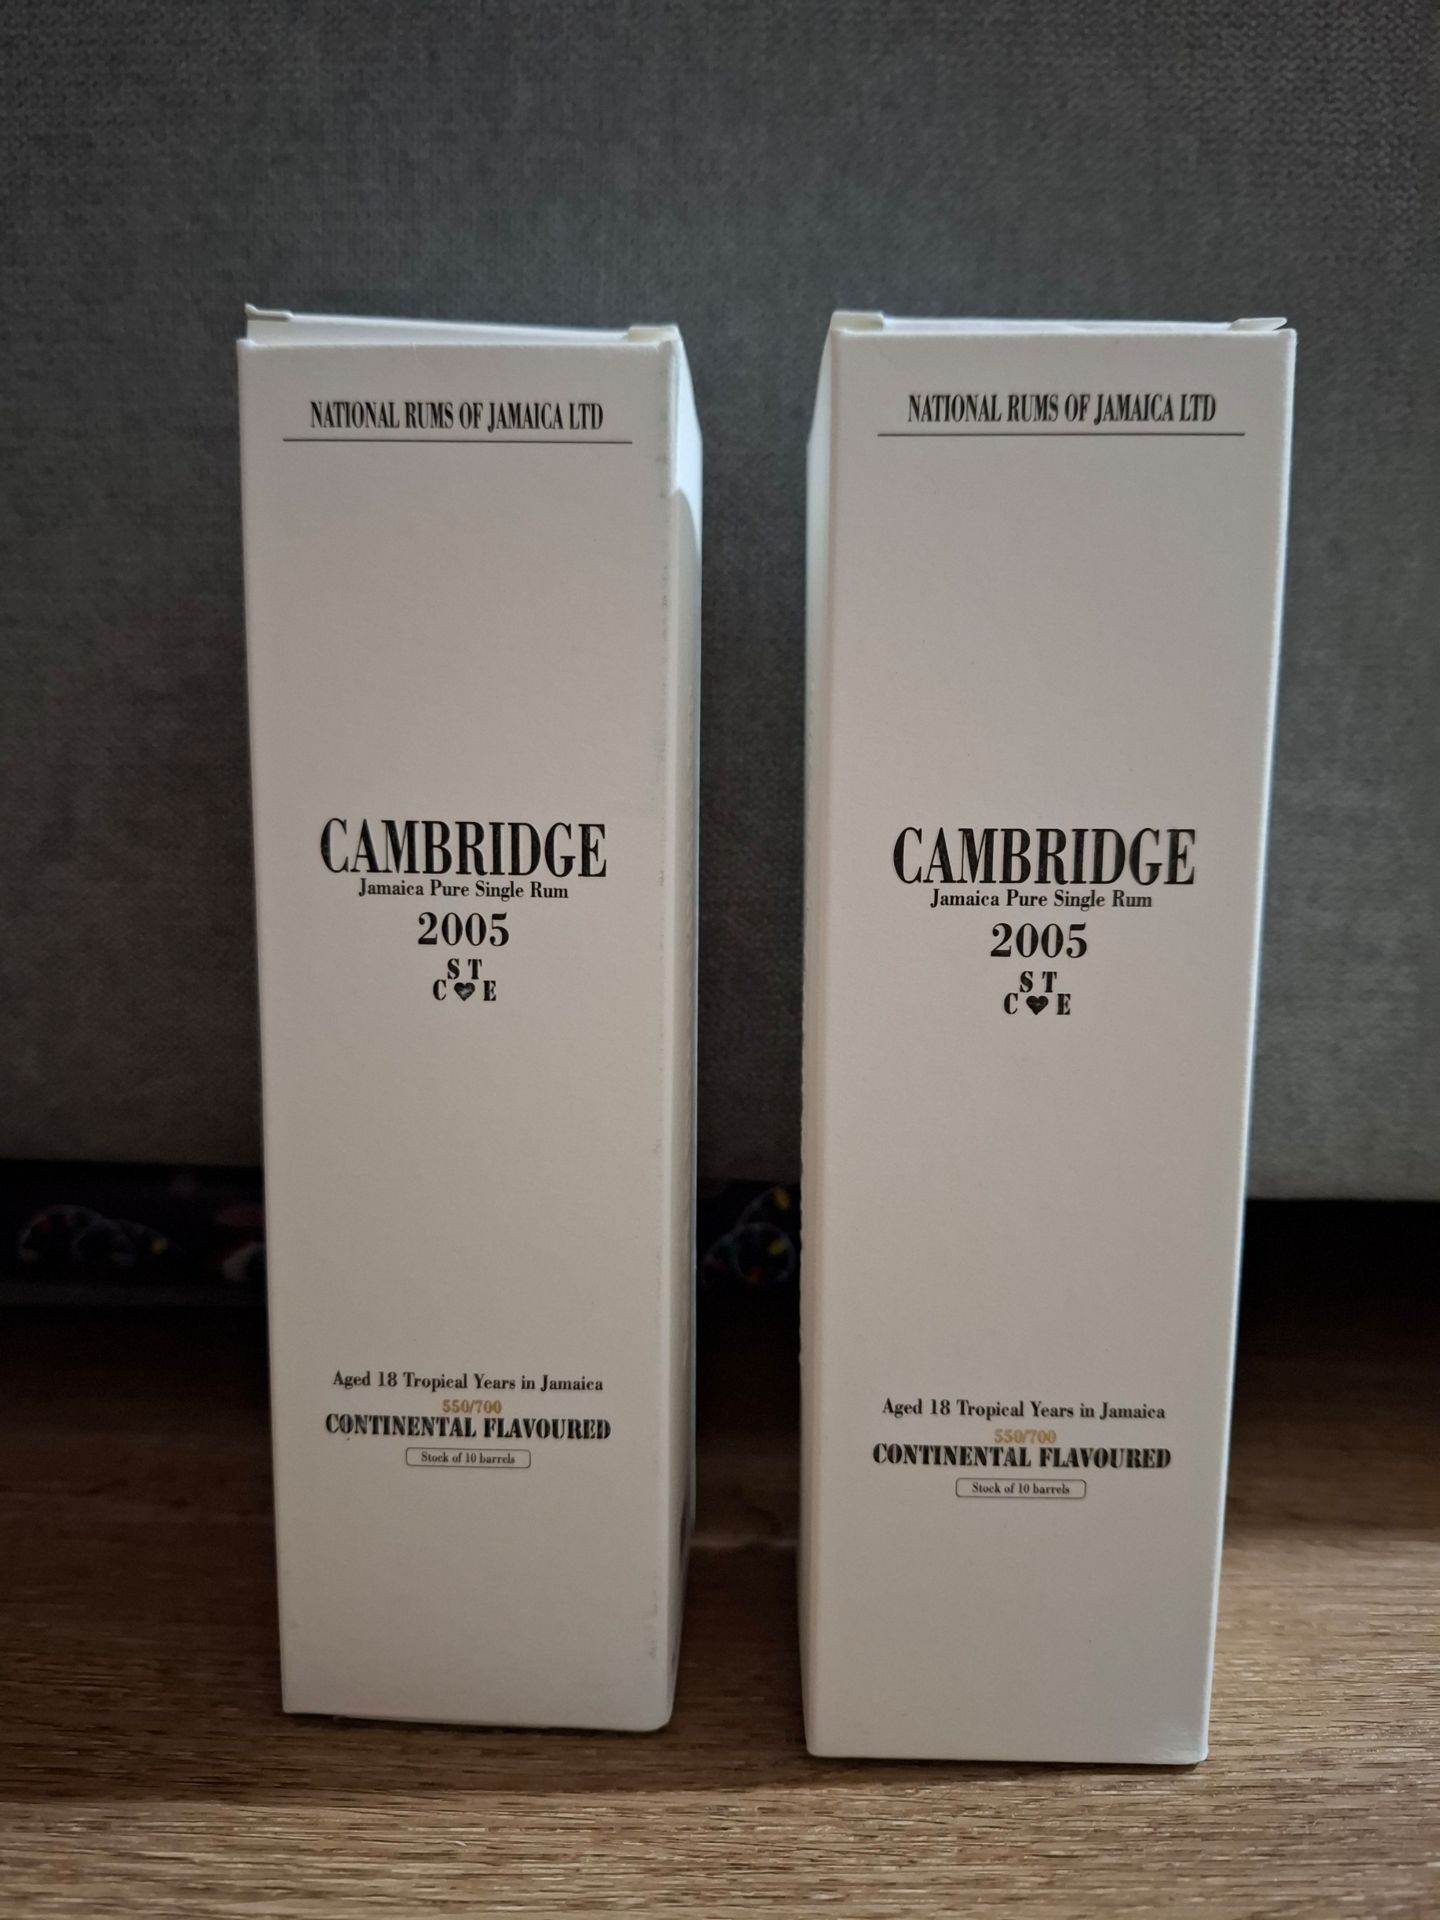 NATIONAL RUMS OF JAMAICA LTD
CAMBRIDGE
Jamaica Pure Single Rum
2005
S T
C♥E
Aged 18 Tropical Years in Jamaica
550/700
CONTINENTAL FLAVOURED
Stock of 10 barrels
NATIONAL RUMS OF JAMAICA LTD
CAMBRIDGE
Jamaica Pure Single Rum
2005
S T
C♥E
Aged 18 Tropical Years in Jamaica
550/700
CONTINENTAL FLAVOURED
Stock of 10 barrels